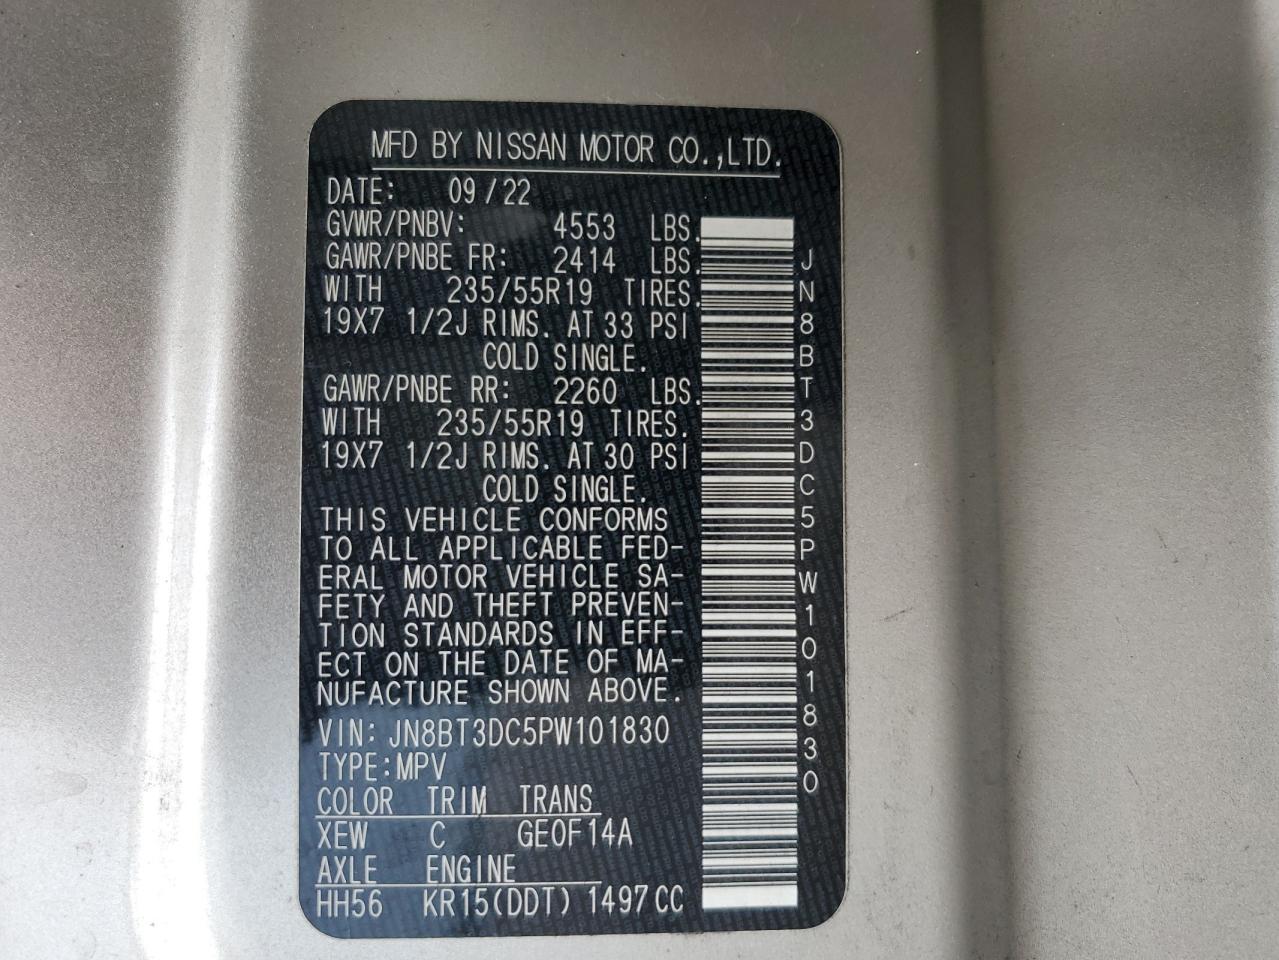 MFD BY NISSAN MOTOR CO.,LTD.
DATE: 09/22
GVWR/PNBV: 4553 LBS.
GAWR/PNBE FR: 2414 LBS.
WITH 235/55R19 TIRES.
19X7 1/2J RIMS. AT 33 PSI
COLD SINGLE.
GAWR/PNBE RR: 2260 LBS.
WITH 235/55R19 TIRES.
19X7 1/2J RIMS. AT 30 PSI
COLD SINGLE.
THIS VEHICLE CONFORMS
TO ALL APPLICABLE FED-
ERAL MOTOR VEHICLE SA-
FETY AND THEFT PREVEN-
TION STANDARDS IN EFF-
ECT ON THE DATE OF MA-
NUFACTURE SHOWN ABOVE.
VIN: JN8BT3DC5PW101830
TYPE:MPV
COLOR TRIM TRANS
XEW C GE0F14A
AXLE ENGINE
HH56 KR15(DDT) 1497CC
JN8BT3DC5PW101830